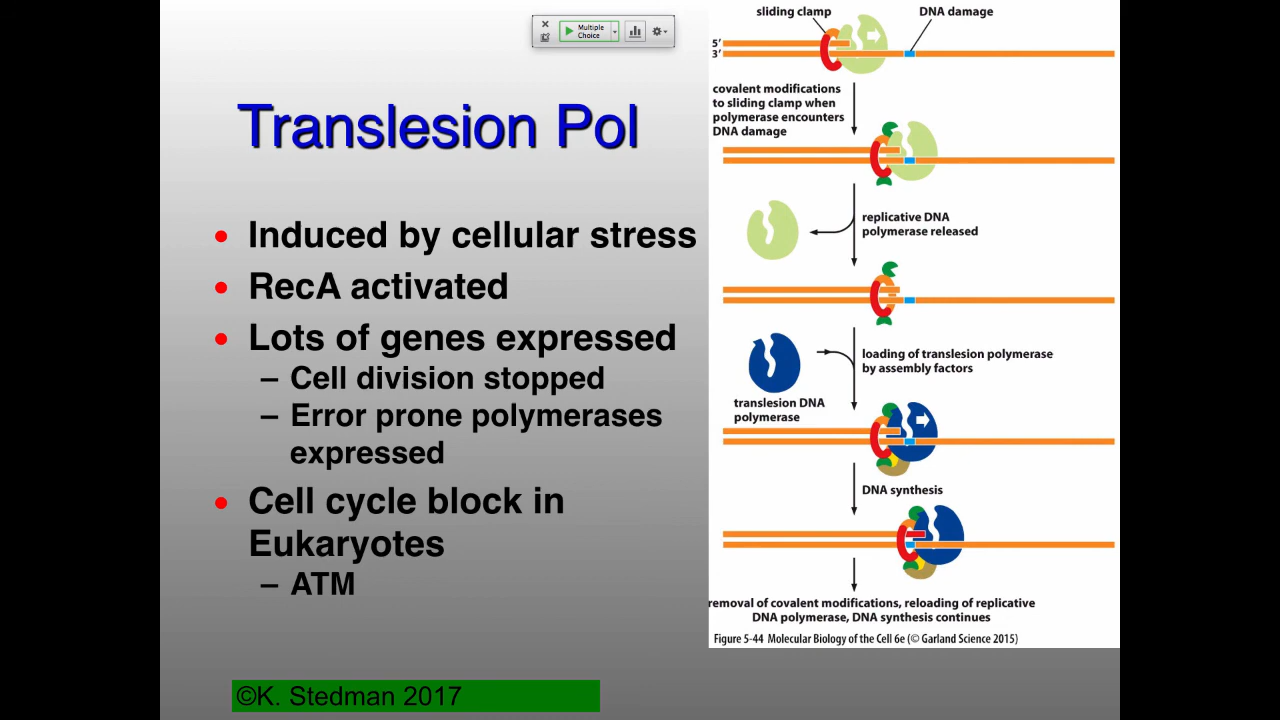 Multiple
Choice
Translesion Pol
• Induced by cellular stress
• RecA activated
• Lots of genes expressed
– Cell division stopped
– Error prone polymerases
expressed
• Cell cycle block in
Eukaryotes
– ATM
©K. Stedman 2017
sliding clamp
DNA damage
5′
3′
covalent modifications
to sliding clamp when
polymerase encounters
DNA damage
replicative DNA
polymerase released
loading of translesion polymerase
by assembly factors
translesion DNA
polymerase
DNA synthesis
removal of covalent modifications, reloading of replicative
DNA polymerase, DNA synthesis continues
Figure 5-44 Molecular Biology of the Cell 6e (© Garland Science 2015)